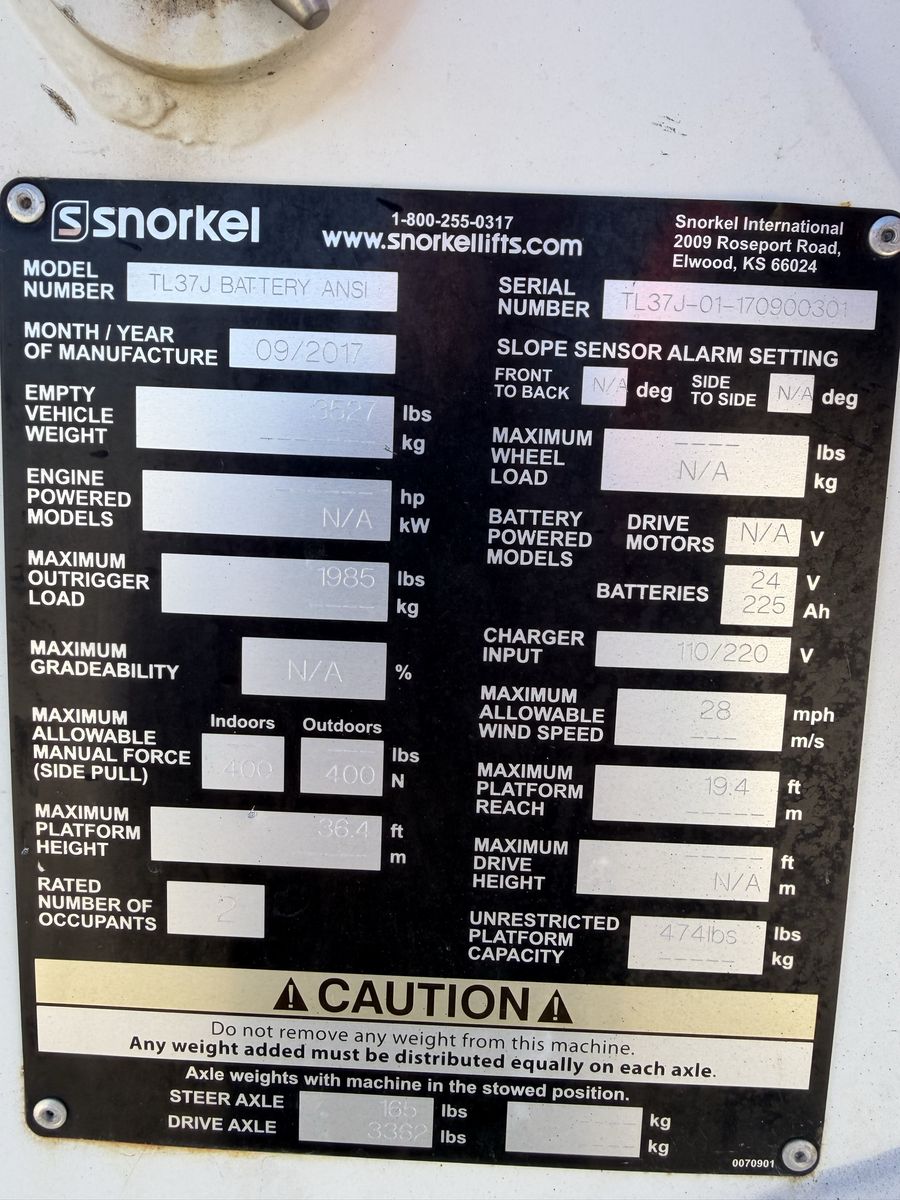 snorkel
1-800-255-0317
www.snorkellifts.com
Snorkel International
2009 Roseport Road,
Elwood, KS 66024
MODEL
NUMBER
TL37J BATTERY ANSI
SERIAL
NUMBER
TL37J-01-170900301
MONTH / YEAR
OF MANUFACTURE
09/2017
SLOPE SENSOR ALARM SETTING
FRONT
TO BACK
N/A
deg
SIDE
TO SIDE
N/A
deg
EMPTY
VEHICLE
WEIGHT
3527
lbs
-----
kg
MAXIMUM
WHEEL
LOAD
----
lbs
N/A
kg
ENGINE
POWERED
MODELS
-----
hp
N/A
kW
BATTERY
POWERED
MODELS
DRIVE
MOTORS
N/A
V
BATTERIES
24
V
225
Ah
MAXIMUM
OUTRIGGER
LOAD
1985
lbs
-----
kg
CHARGER
INPUT
110/220
V
MAXIMUM
GRADEABILITY
N/A
%
MAXIMUM
ALLOWABLE
WIND SPEED
28
mph
---
m/s
MAXIMUM
ALLOWABLE
MANUAL FORCE
(SIDE PULL)
Indoors
Outdoors
lbs
400
400
N
MAXIMUM
PLATFORM
REACH
19.4
ft
-----
m
MAXIMUM
PLATFORM
HEIGHT
36.4
ft
m
MAXIMUM
DRIVE
HEIGHT
-----
ft
N/A
m
RATED
NUMBER OF
OCCUPANTS
2
UNRESTRICTED
PLATFORM
CAPACITY
474lbs
lbs
-----
kg
CAUTION
Do not remove any weight from this machine.
Any weight added must be distributed equally on each axle.
Axle weights with machine in the stowed position.
STEER AXLE
165
lbs
kg
DRIVE AXLE
3362
lbs
kg
0070901